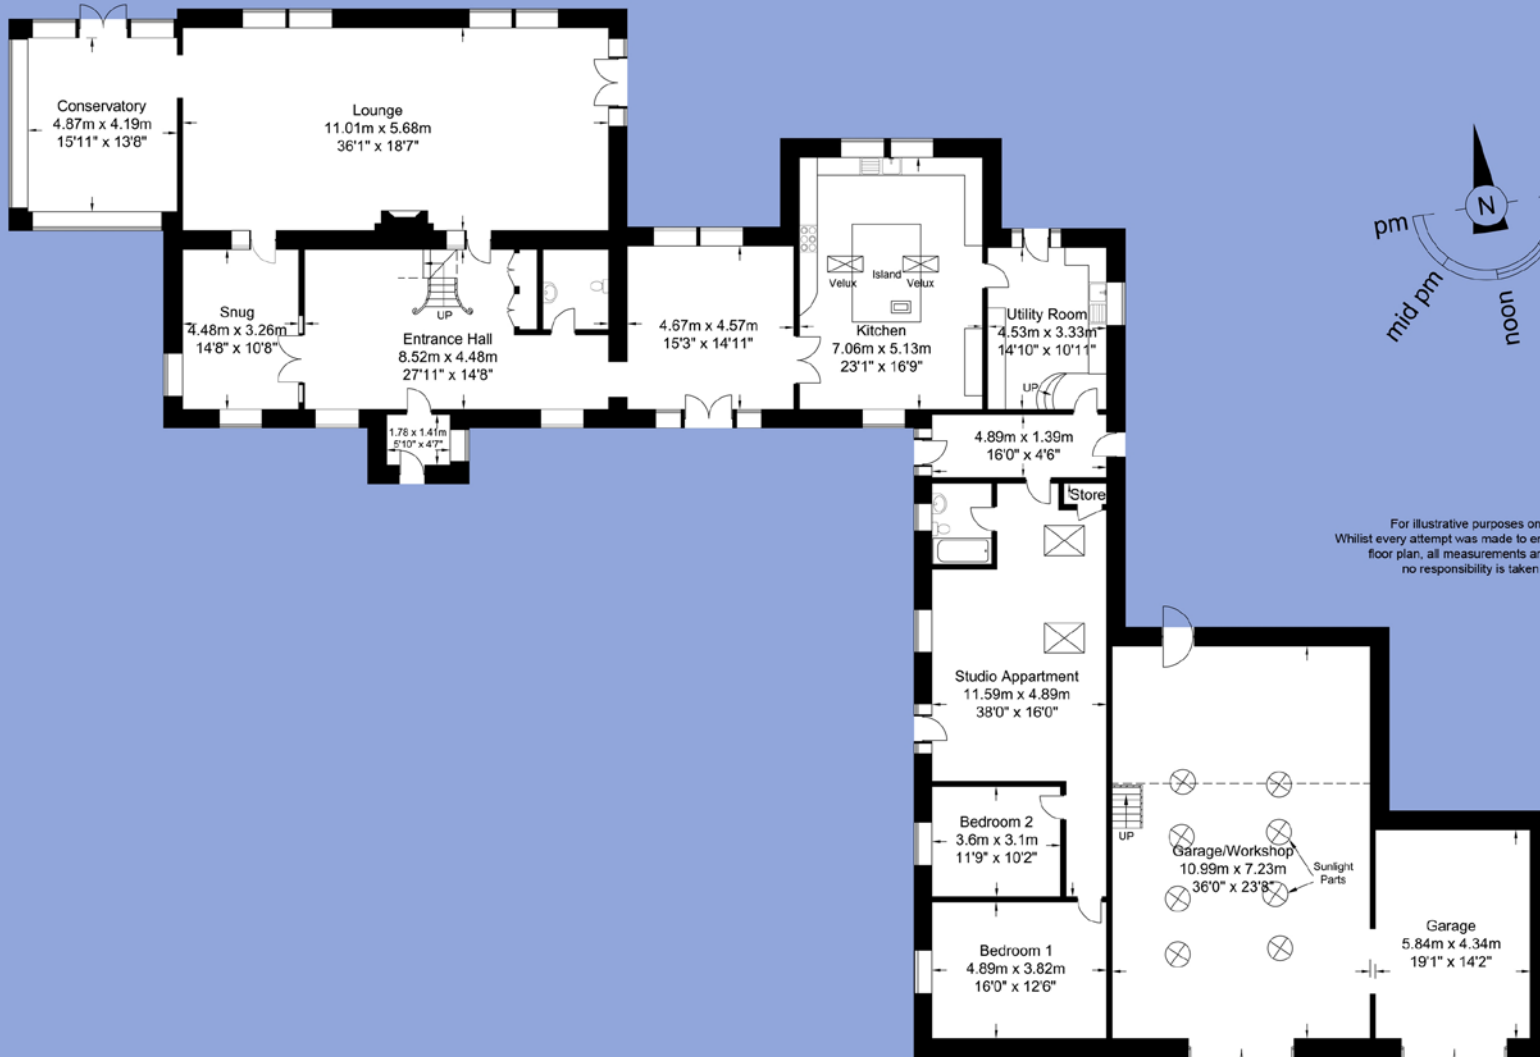 Conservatory
4.87m x 4.19m
15'11" x 13'8"
Lounge
11.01m x 5.68m
36'1" x 18'7"
Snug
4.48m x 3.26m
14'8" x 10'8"
UP
Entrance Hall
8.52m x 4.48m
27'11" x 14'8"
1.78 x 1.41m
5'10" x 4'7"
4.67m x 4.57m
15'3" x 14'11"
Velux
Island
Velux
Kitchen
7.06m x 5.13m
23'1" x 16'9"
Utility Room
4.53m x 3.33m
14'10" x 10'11"
UP
N
pm
mid pm
noon
4.89m x 1.39m
16'0" x 4'6"
Store
For illustrative purposes on
Whilist every attempt was made to en
floor plan, all measurements ar
no responsibility is taken
Studio Appartment
11.59m x 4.89m
38'0" x 16'0"
Bedroom 2
3.6m x 3.1m
11'9" x 10'2"
Bedroom 1
4.89m x 3.82m
16'0" x 12'6"
UP
Garage/Workshop
10.99m x 7.23m
36'0" x 23'8"
Sunlight
Parts
Garage
5.84m x 4.34m
19'1" x 14'2"